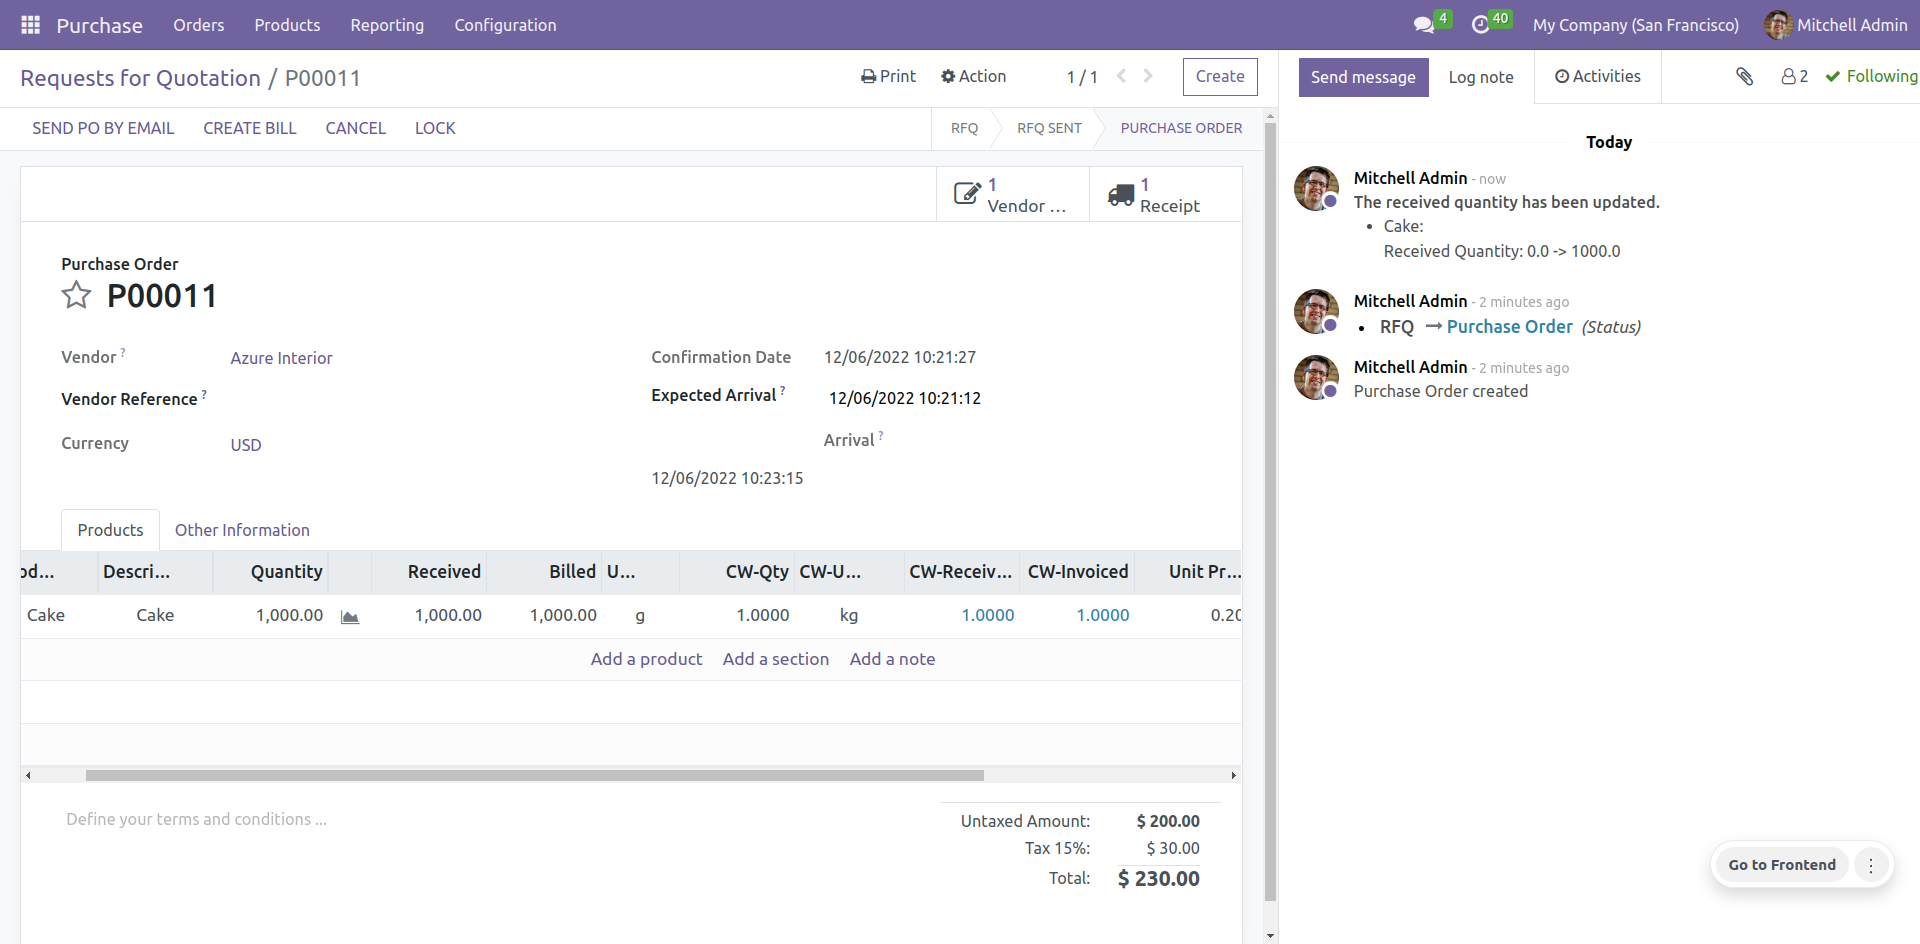 Purchase Orders Products Reporting Configuration 4 40 My Company (San Francisco) Mitchell Admin
Requests for Quotation / P00011 Print Action 1 / 1 Create
SEND PO BY EMAIL CREATE BILL CANCEL LOCK RFQ RFQ SENT PURCHASE ORDER
1 Vendor ...
1 Receipt
Purchase Order
P00011
Vendor ? Azure Interior
Vendor Reference ?
Currency USD
Confirmation Date 12/06/2022 10:21:27
Expected Arrival ? 12/06/2022 10:21:12
Arrival ?
12/06/2022 10:23:15
Products Other Information
od... Descri... Quantity Received Billed U... CW-Qty CW-U... CW-Receiv... CW-Invoiced Unit Pr...
Cake Cake 1,000.00 1,000.00 1,000.00 g 1.0000 kg 1.0000 1.0000 0.20
Add a product Add a section Add a note
Define your terms and conditions ...
Untaxed Amount: $ 200.00
Tax 15%: $ 30.00
Total: $ 230.00
Send message Log note Activities 2 Following
Today
Mitchell Admin - now
The received quantity has been updated.
• Cake:
Received Quantity: 0.0 -> 1000.0
Mitchell Admin - 2 minutes ago
• RFQ → Purchase Order (Status)
Mitchell Admin - 2 minutes ago
Purchase Order created
Go to Frontend